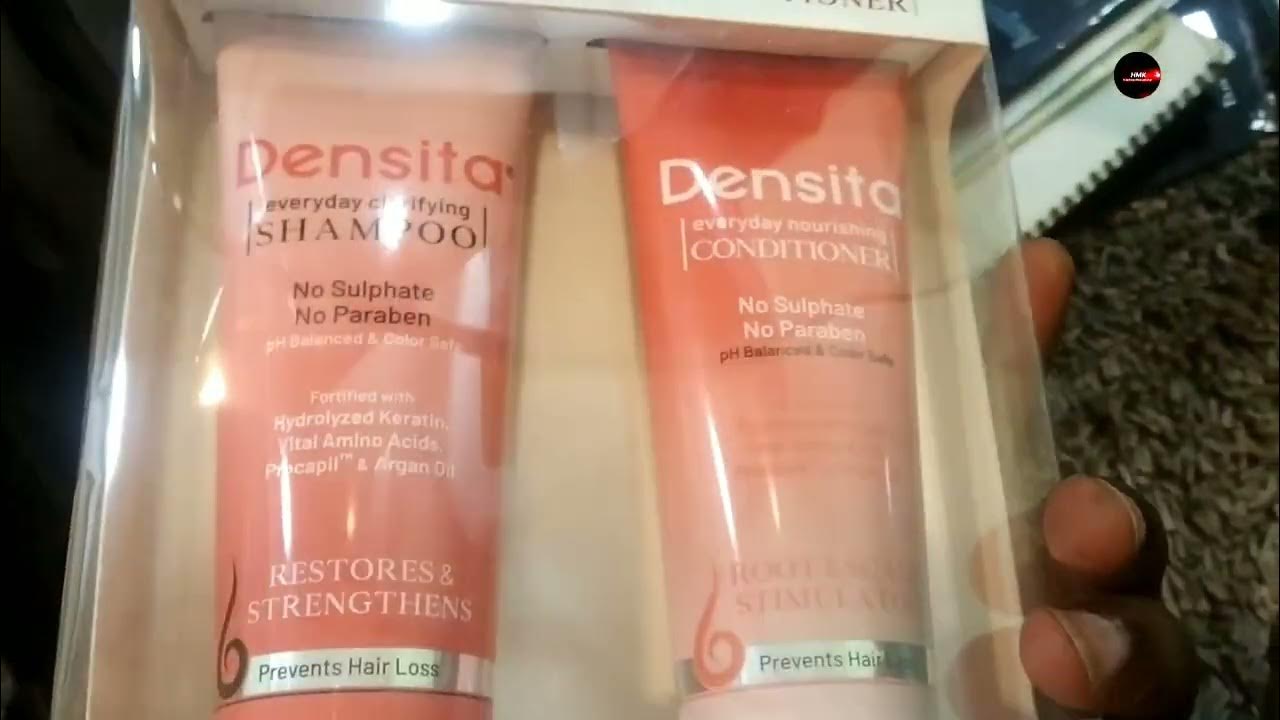 Densita
everyday clarifying
SHAMPOO
No Sulphate
No Paraben
pH Balanced & Color Safe
Fortified with
Hydrolyzed Keratin,
Vital Amino Acids,
Procapil™ & Argan Oil
RESTORES &
STRENGTHENS
Prevents Hair Loss
Densita
everyday nourishing
CONDITIONER
No Sulphate
No Paraben
pH Balanced & Color Safe
ROOT &
Prevents Hair
HMK